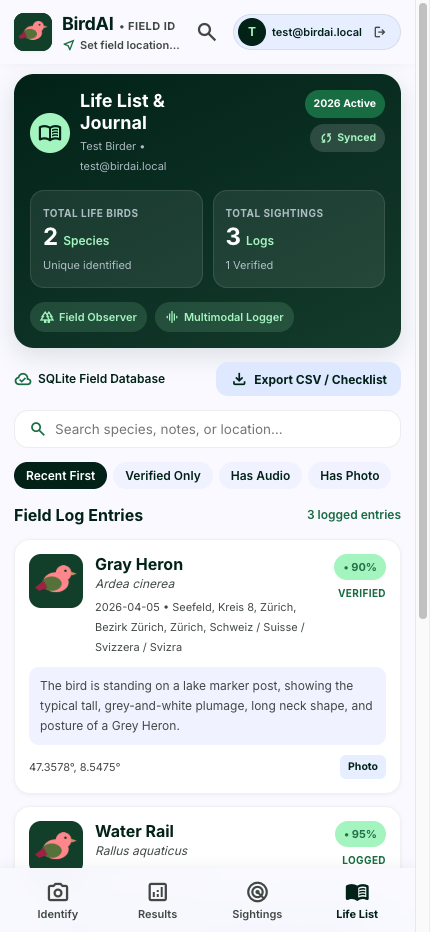 BirdAI • FIELD ID
Set field location...
T test@birdai.local
Life List &
Journal
Test Birder •
test@birdai.local
2026 Active
Synced
TOTAL LIFE BIRDS
2 Species
Unique identified
TOTAL SIGHTINGS
3 Logs
1 Verified
Field Observer
Multimodal Logger
SQLite Field Database
Export CSV / Checklist
Search species, notes, or location...
Recent First
Verified Only
Has Audio
Has Photo
Field Log Entries
3 logged entries
Gray Heron
Ardea cinerea
• 90%
VERIFIED
2026-04-05 • Seefeld, Kreis 8, Zürich,
Bezirk Zürich, Zürich, Schweiz / Suisse /
Svizzera / Svizra
The bird is standing on a lake marker post, showing the
typical tall, grey-and-white plumage, long neck shape, and
posture of a Grey Heron.
47.3578°, 8.5475°
Photo
Water Rail
Rallus aquaticus
• 95%
LOGGED
Identify
Results
Sightings
Life List